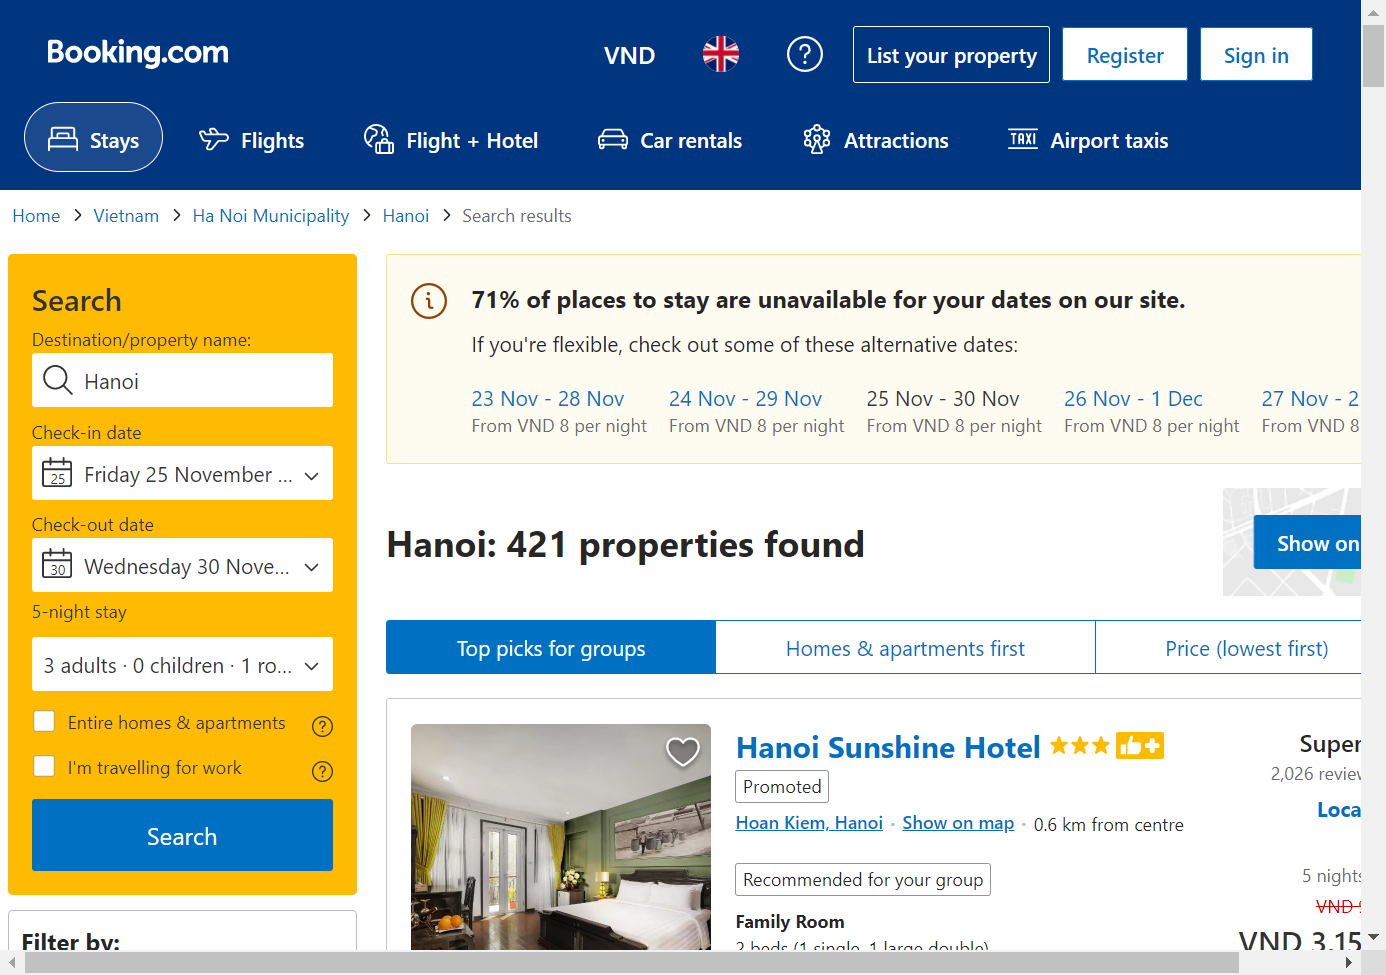 Booking.com
VND
List your property
Register
Sign in
Stays
Flights
Flight + Hotel
Car rentals
Attractions
TAXI
Airport taxis
Home
Vietnam
Ha Noi Municipality
Hanoi
Search results
Search
Destination/property name:
Hanoi
Check-in date
25
Friday 25 November ...
Check-out date
30
Wednesday 30 Nove...
5-night stay
3 adults · 0 children · 1 ro...
Entire homes & apartments
I'm travelling for work
Search
Filter by:
71% of places to stay are unavailable for your dates on our site.
If you're flexible, check out some of these alternative dates:
23 Nov - 28 Nov
From VND 8 per night
24 Nov - 29 Nov
From VND 8 per night
25 Nov - 30 Nov
From VND 8 per night
26 Nov - 1 Dec
From VND 8 per night
27 Nov - 2
From VND 8
Hanoi: 421 properties found
Show on
Top picks for groups
Homes & apartments first
Price (lowest first)
Hanoi Sunshine Hotel
Promoted
Hoan Kiem, Hanoi · Show on map · 0.6 km from centre
Recommended for your group
Family Room
2 beds (1 single, 1 large double)
Super
2,026 review
Loca
5 nights
VND
VND 3,15